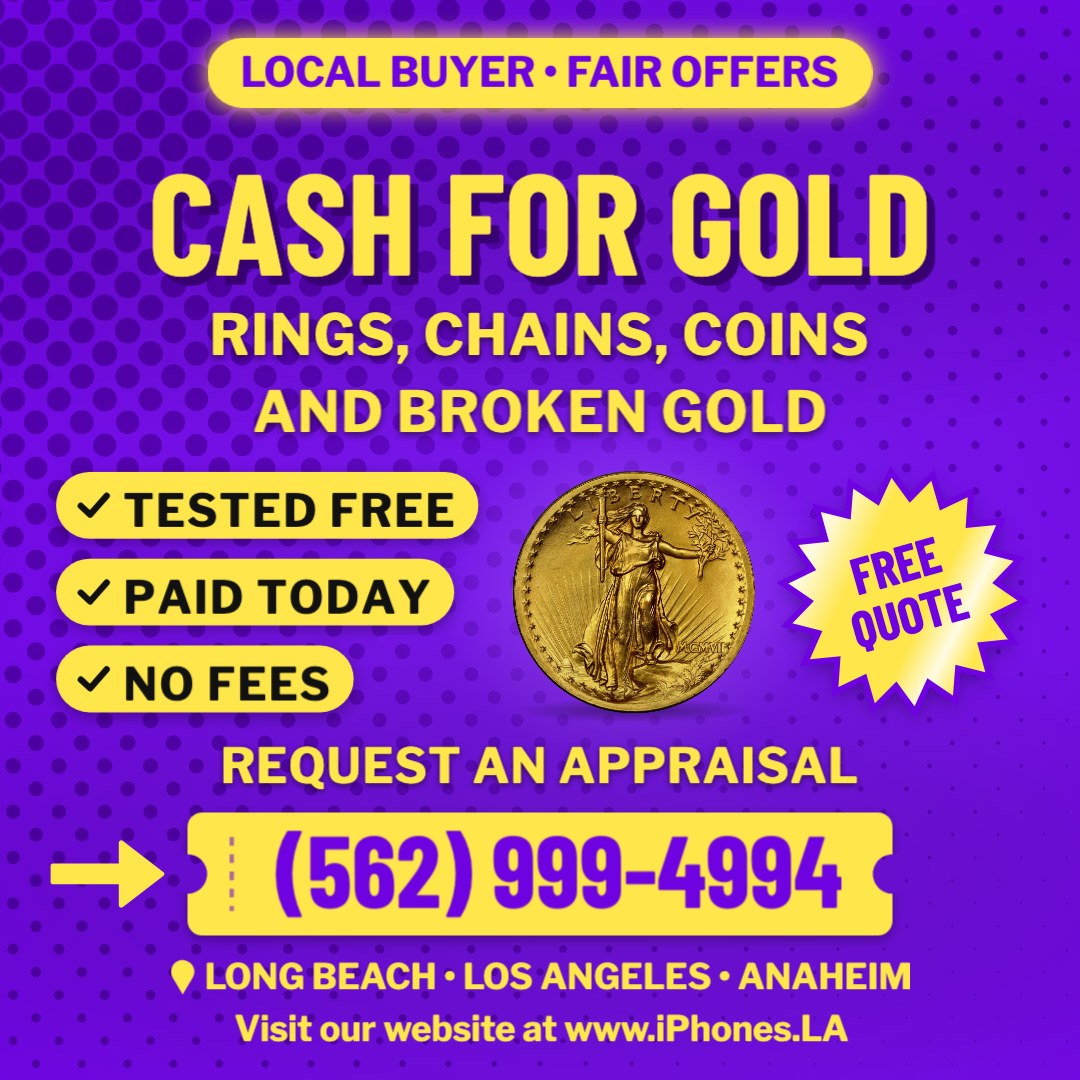 LOCAL BUYER • FAIR OFFERS
CASH FOR GOLD
RINGS, CHAINS, COINS
AND BROKEN GOLD
✓ TESTED FREE
✓ PAID TODAY
✓ NO FEES
LIBERTY
MCMVII
FREE
QUOTE
REQUEST AN APPRAISAL
(562) 999-4994
LONG BEACH • LOS ANGELES • ANAHEIM
Visit our website at www.iPhones.LA